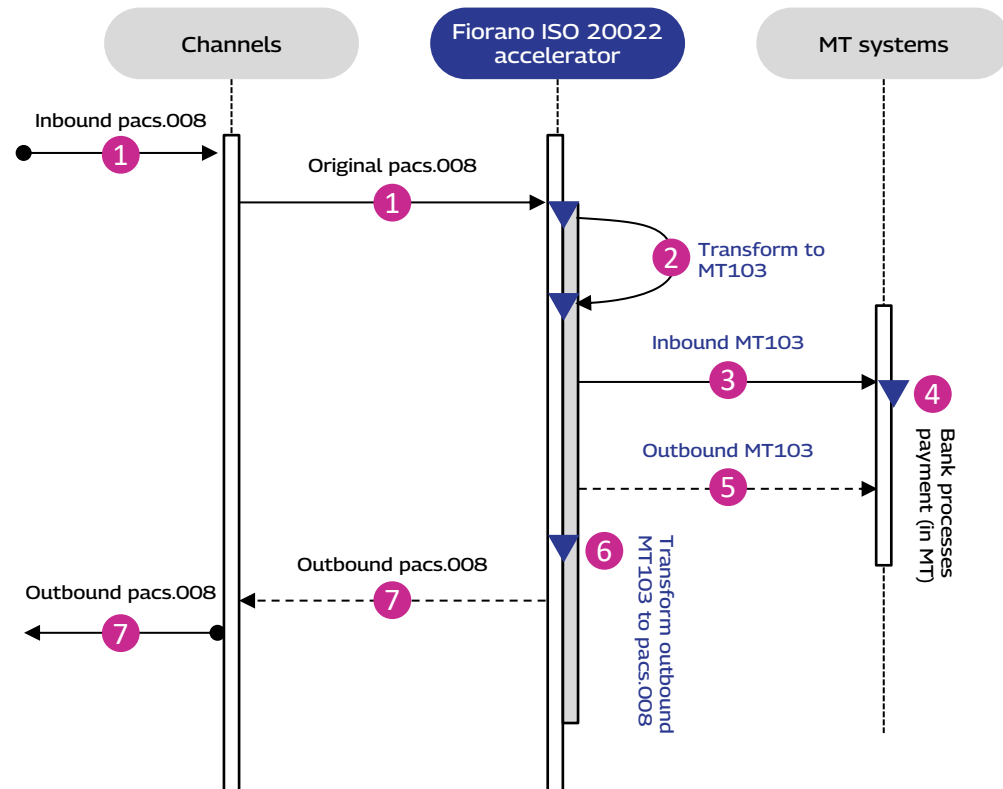 Channels
Fiorano ISO 20022
accelerator
MT systems
Inbound pacs.008
1
Original pacs.008
1
2
Transform to
MT103
Inbound MT103
3
4
Bank processes
payment (in MT)
Outbound MT103
5
6
Transform outbound
MT103 to pacs.008
Outbound pacs.008
7
Outbound pacs.008
7